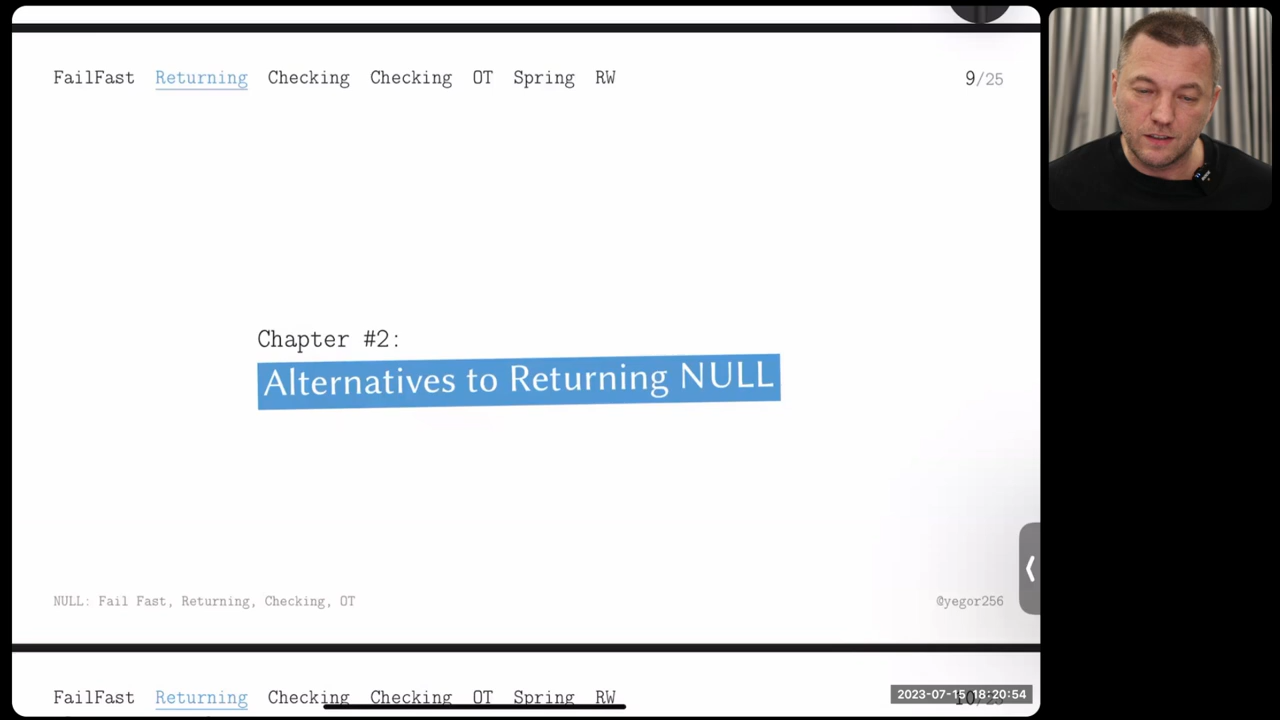 FailFast Returning Checking Checking OT Spring RW
9/25
Chapter #2:
Alternatives to Returning NULL
NULL: Fail Fast, Returning, Checking, OT
@yegor256
FailFast Returning Checking Checking OT Spring RW
2023-07-15 18:20:54